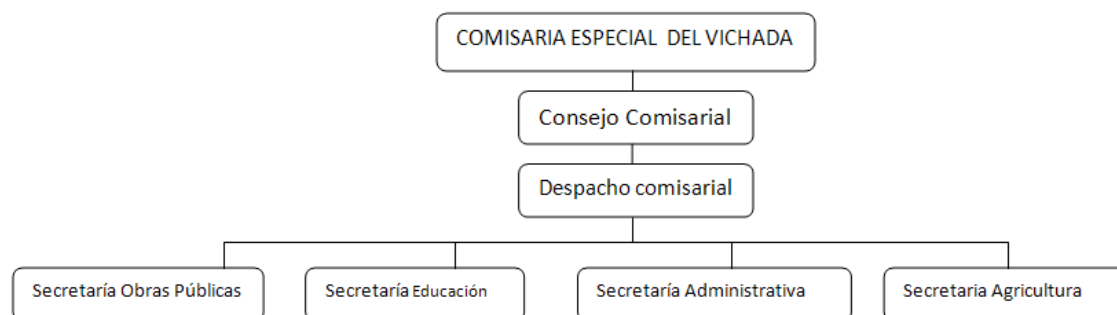 COMISARIA ESPECIAL DEL VICHADA
Consejo Comisarial
Despacho comisarial
Secretaría Obras Públicas
Secretaría Educación
Secretaría Administrativa
Secretaria Agricultura